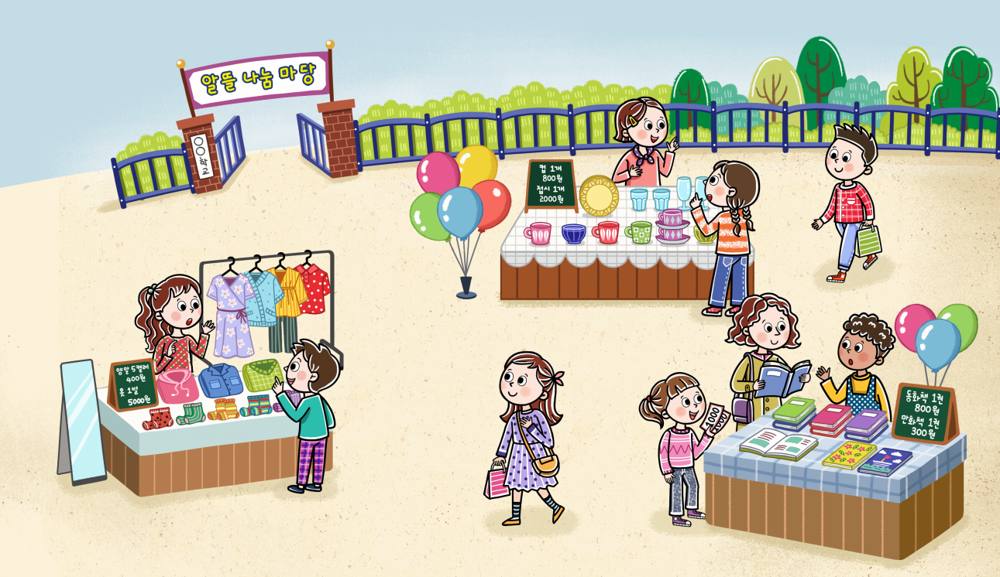 알뜰 나눔 마당
○○학교
컵 1개
800원
접시 1개
2000원
양말 5켤레
400원
옷 1벌
5000원
1000
1000
동화책 1권
800원
만화책 1권
300원